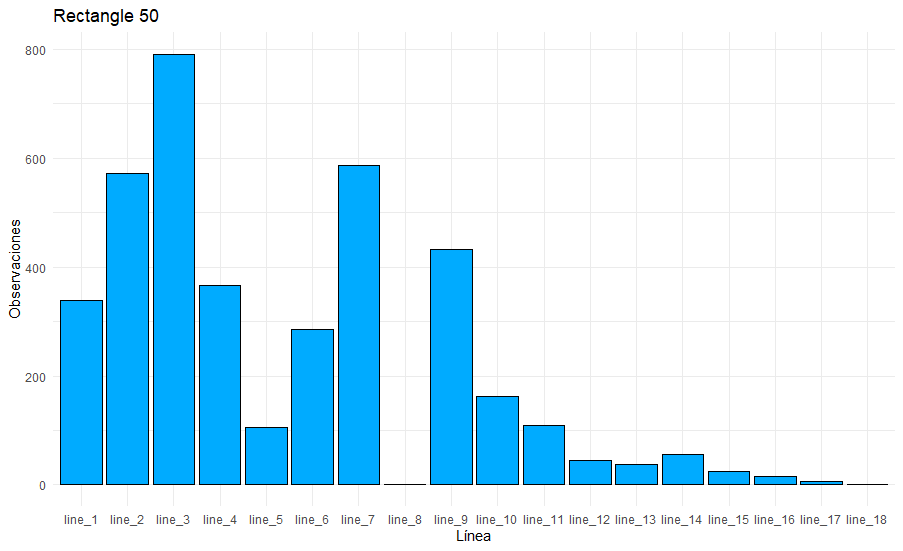 Rectangle 50
Observaciones
800
600
400
200
0
line_1 line_2 line_3 line_4 line_5 line_6 line_7 line_8 line_9 line_10 line_11 line_12 line_13 line_14 line_15 line_16 line_17 line_18
Línea